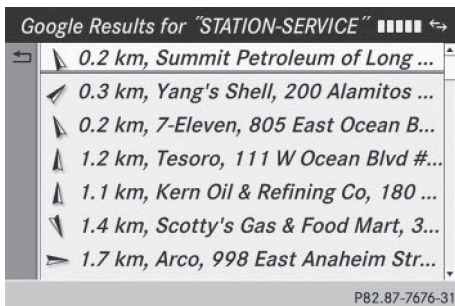 Google Results for "STATION-SERVICE"
0.2 km, Summit Petroleum of Long ...
0.3 km, Yang's Shell, 200 Alamitos ...
0.2 km, 7-Eleven, 805 East Ocean B...
1.2 km, Tesoro, 111 W Ocean Blvd #...
1.1 km, Kern Oil & Refining Co, 180 ...
1.4 km, Scotty's Gas & Food Mart, 3...
1.7 km, Arco, 998 East Anaheim Str...
P82.87-7676-31